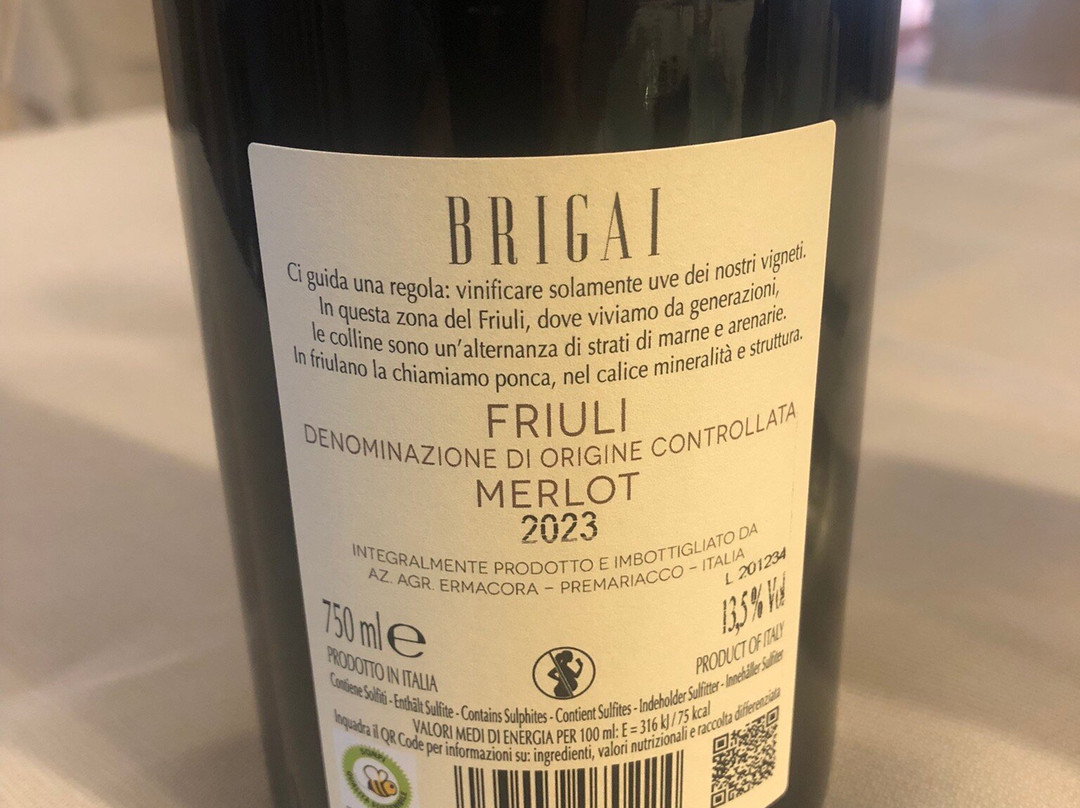 BRIGAI
Ci guida una regola: vinificare solamente uve dei nostri vigneti.
In questa zona del Friuli, dove viviamo da generazioni,
le colline sono un'alternanza di strati di marne e arenarie.
In friulano la chiamiamo ponca, nel calice mineralità e struttura.
FRIULI
DENOMINAZIONE DI ORIGINE CONTROLLATA
MERLOT
2023
INTEGRALMENTE PRODOTTO E IMBOTTIGLIATO DA
AZ. AGR. ERMACORA – PREMARIACCO – ITALIA
L 201234
750 ml e
13,5% Vol
PRODOTTO IN ITALIA
PRODUCT OF ITALY
Contiene Solfiti - Enthält Sulfite - Contains Sulphites - Contient Sulfites - Indeholder Sulfitter - Innehåller Sulfiter
VALORI MEDI DI ENERGIA PER 100 ml: E = 316 kJ / 75 kcal
Inquadra il QR Code per informazioni su: ingredienti, valori nutrizionali e raccolta differenziata